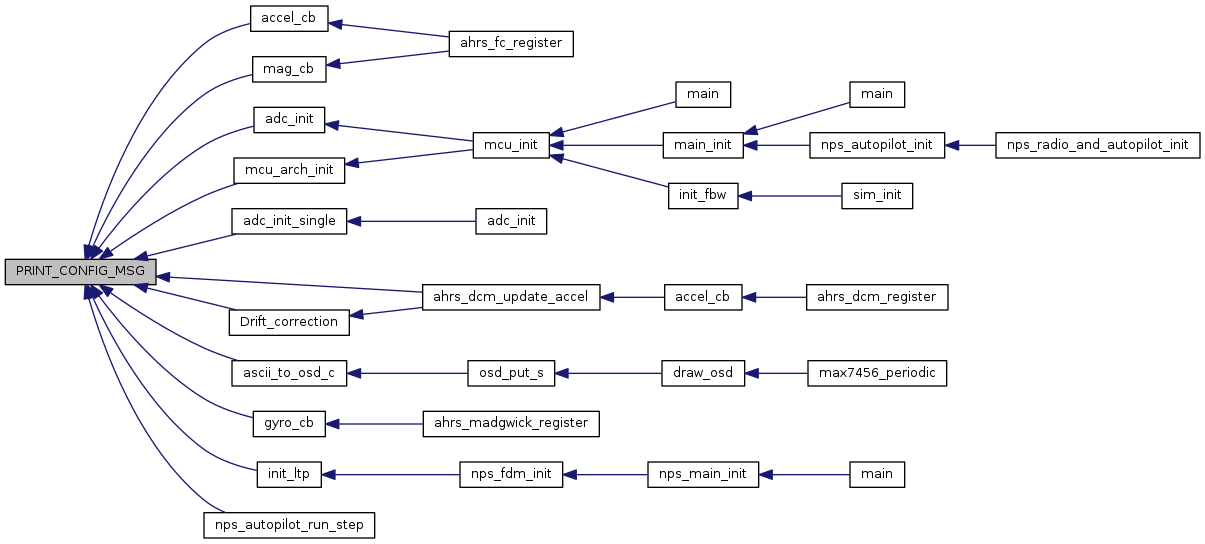 accel_cb
ahrs_fc_register
mag_cb
main
main
adc_init
mcu_init
main_init
nps_autopilot_init
nps_radio_and_autopilot_init
mcu_arch_init
init_fbw
sim_init
adc_init_single
adc_init
PRINT_CONFIG_MSG
ahrs_dcm_update_accel
accel_cb
ahrs_dcm_register
Drift_correction
ascii_to_osd_c
osd_put_s
draw_osd
max7456_periodic
gyro_cb
ahrs_madgwick_register
init_ltp
nps_fdm_init
nps_main_init
main
nps_autopilot_run_step